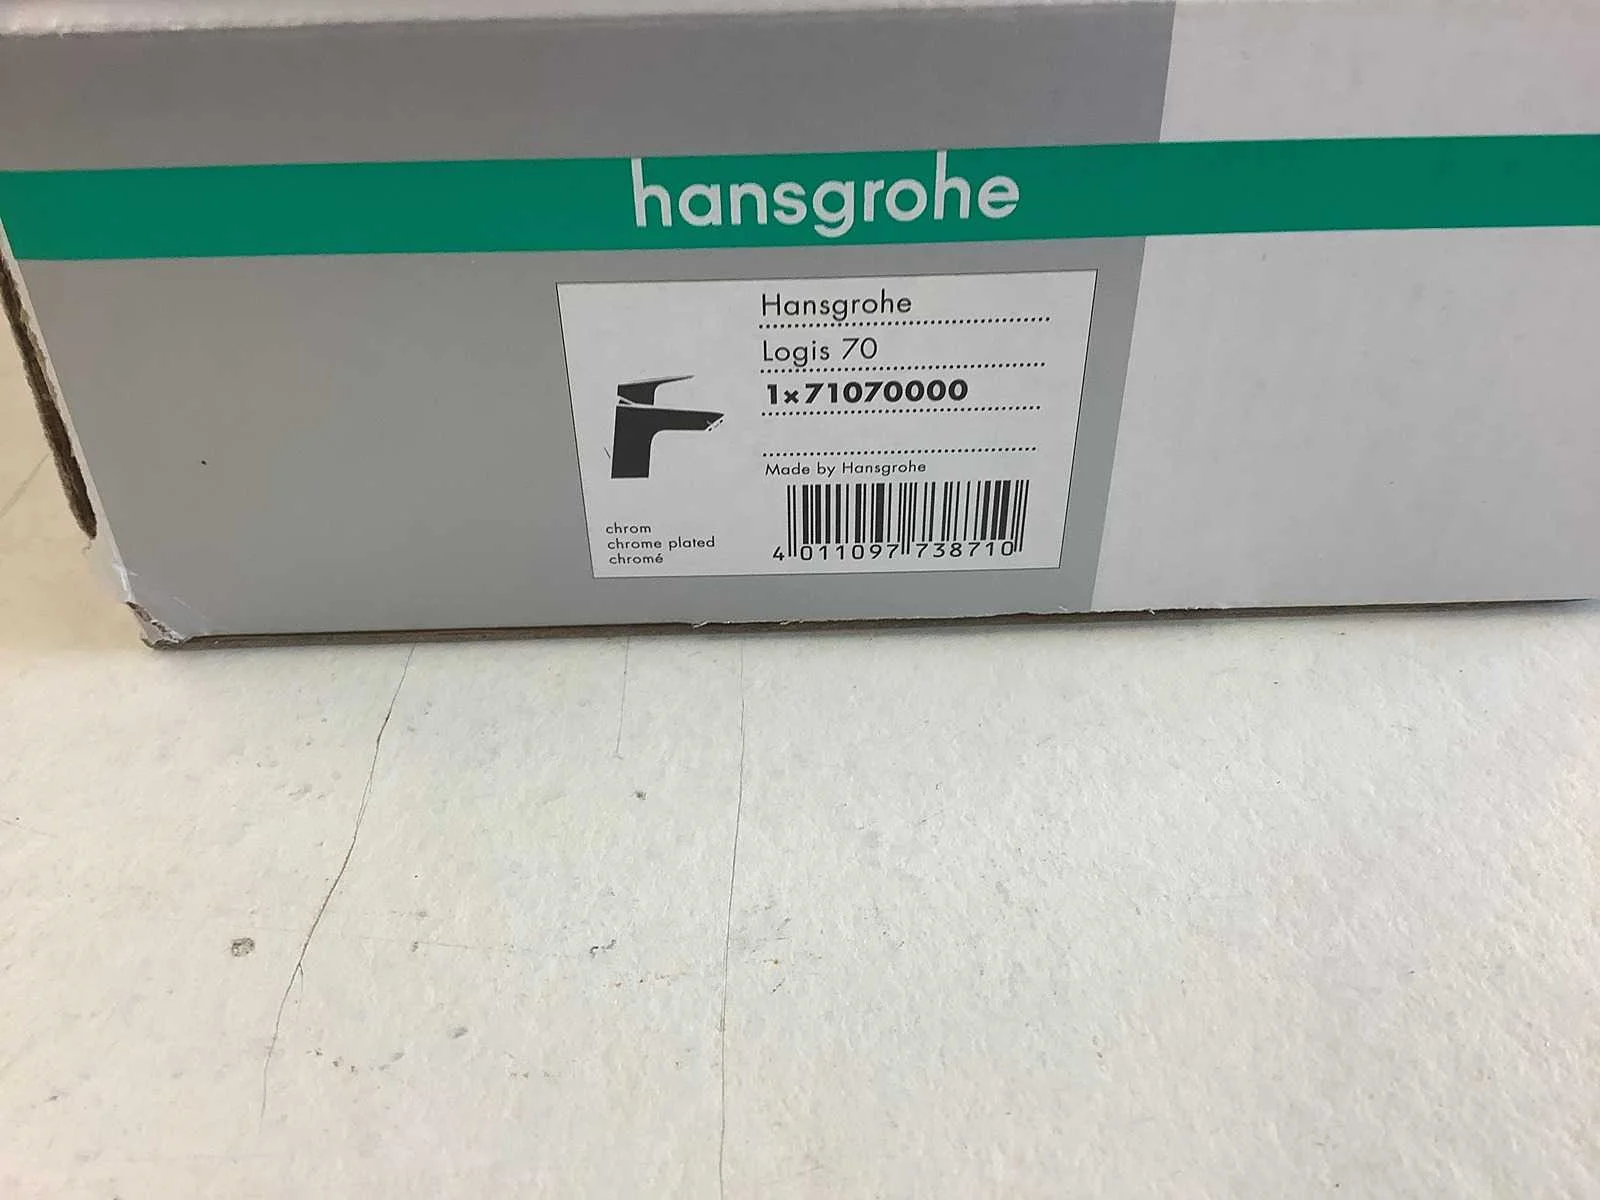 hansgrohe
Hansgrohe
Logis 70
1x71070000
Made by Hansgrohe
chrom
chrome plated
chromé
4 011097 738710